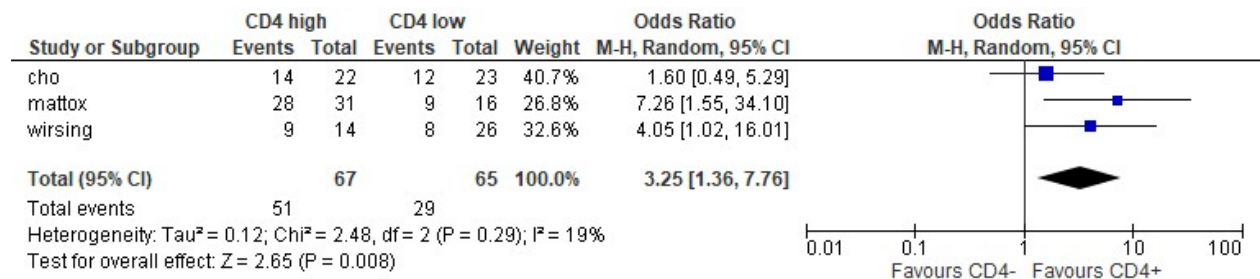 CD4 high CD4 low Odds Ratio Odds Ratio
Study or Subgroup Events Total Events Total Weight M-H, Random, 95% CI M-H, Random, 95% CI
cho 14 22 12 23 40.7% 1.60 [0.49, 5.29]
mattox 28 31 9 16 26.8% 7.26 [1.55, 34.10]
wirsing 9 14 8 26 32.6% 4.05 [1.02, 16.01]
Total (95% CI) 67 65 100.0% 3.25 [1.36, 7.76]
Total events 51 29
Heterogeneity: Tau² = 0.12; Chi² = 2.48, df = 2 (P = 0.29); I² = 19%
Test for overall effect: Z = 2.65 (P = 0.008)
0.01 0.1 1 10 100
Favours CD4- Favours CD4+